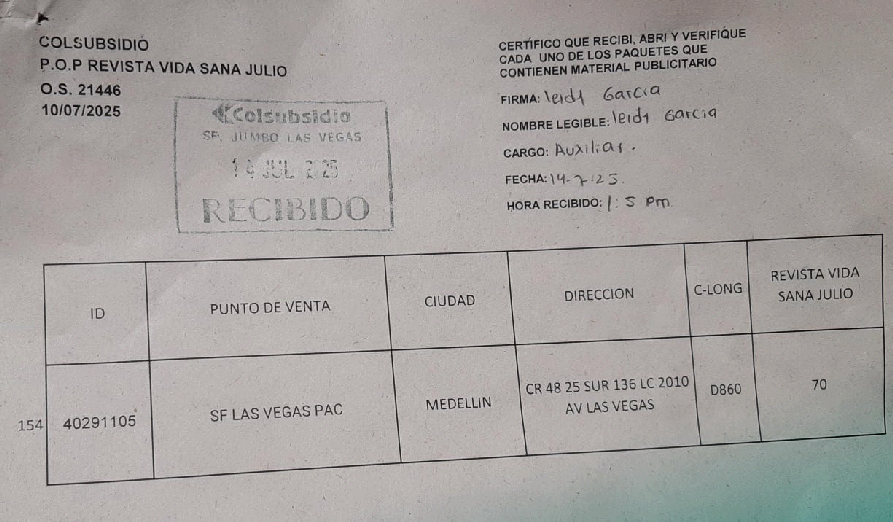 COLSUBSIDIO
P.O.P REVISTA VIDA SANA JULIO
O.S. 21446
10/07/2025
Colsubsidio
SF. JUMBO LAS VEGAS
14 JUL 2025
RECIBIDO
CERTIFICO QUE RECIBI, ABRI Y VERIFIQUE
CADA UNO DE LOS PAQUETES QUE
CONTIENEN MATERIAL PUBLICITARIO
FIRMA: leidy Garcia
NOMBRE LEGIBLE: leidy Garcia
CARGO: Auxiliar.
FECHA: 14-7-25.
HORA RECIBIDO: 1:5 pm
ID
PUNTO DE VENTA
CIUDAD
DIRECCION
C-LONG
REVISTA VIDA
SANA JULIO
154
40291105
SF LAS VEGAS PAC
MEDELLIN
CR 48 25 SUR 136 LC 2010
AV LAS VEGAS
D860
70